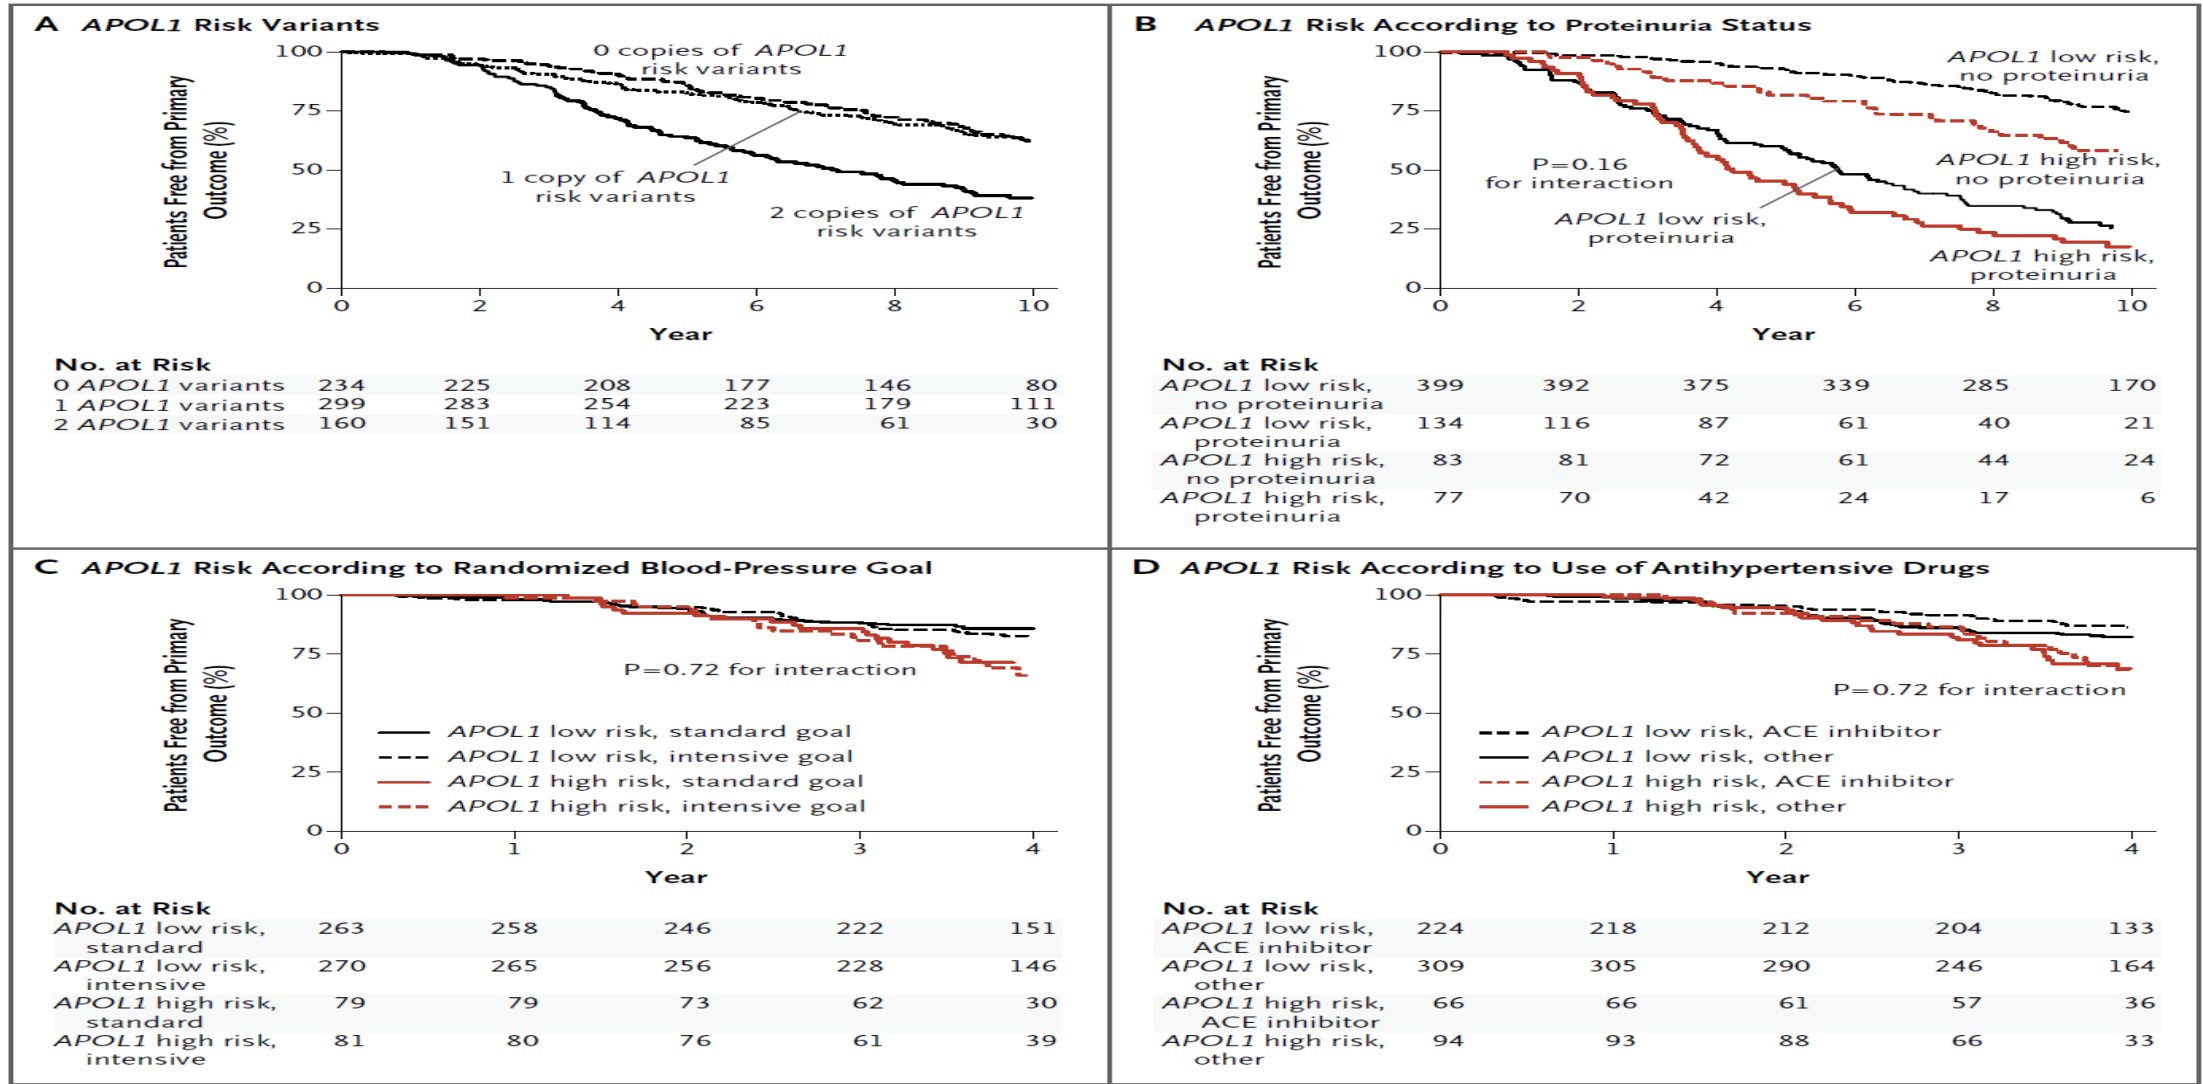 A APOL1 Risk Variants
Patients Free from Primary
Outcome (%)
100
75
50
25
0
0 copies of APOL1
risk variants
1 copy of APOL1
risk variants
2 copies of APOL1
risk variants
0 2 4 6 8 10
Year
No. at Risk
0 APOL1 variants 234 225 208 177 146 80
1 APOL1 variants 299 283 254 223 179 111
2 APOL1 variants 160 151 114 85 61 30
B APOL1 Risk According to Proteinuria Status
Patients Free from Primary
Outcome (%)
100
75
50
25
0
APOL1 low risk,
no proteinuria
APOL1 high risk,
no proteinuria
P=0.16
for interaction
APOL1 low risk,
proteinuria
APOL1 high risk,
proteinuria
0 2 4 6 8 10
Year
No. at Risk
APOL1 low risk, 399 392 375 339 285 170
no proteinuria
APOL1 low risk, 134 116 87 61 40 21
proteinuria
APOL1 high risk, 83 81 72 61 44 24
no proteinuria
APOL1 high risk, 77 70 42 24 17 6
proteinuria
C APOL1 Risk According to Randomized Blood-Pressure Goal
Patients Free from Primary
Outcome (%)
100
75
50
25
0
P=0.72 for interaction
APOL1 low risk, standard goal
APOL1 low risk, intensive goal
APOL1 high risk, standard goal
APOL1 high risk, intensive goal
0 1 2 3 4
Year
No. at Risk
APOL1 low risk, 263 258 246 222 151
standard
APOL1 low risk, 270 265 256 228 146
intensive
APOL1 high risk, 79 79 73 62 30
standard
APOL1 high risk, 81 80 76 61 39
intensive
D APOL1 Risk According to Use of Antihypertensive Drugs
Patients Free from Primary
Outcome (%)
100
75
50
25
0
P=0.72 for interaction
APOL1 low risk, ACE inhibitor
APOL1 low risk, other
APOL1 high risk, ACE inhibitor
APOL1 high risk, other
0 1 2 3 4
Year
No. at Risk
APOL1 low risk, 224 218 212 204 133
ACE inhibitor
APOL1 low risk, 309 305 290 246 164
other
APOL1 high risk, 66 66 61 57 36
ACE inhibitor
APOL1 high risk, 94 93 88 66 33
other